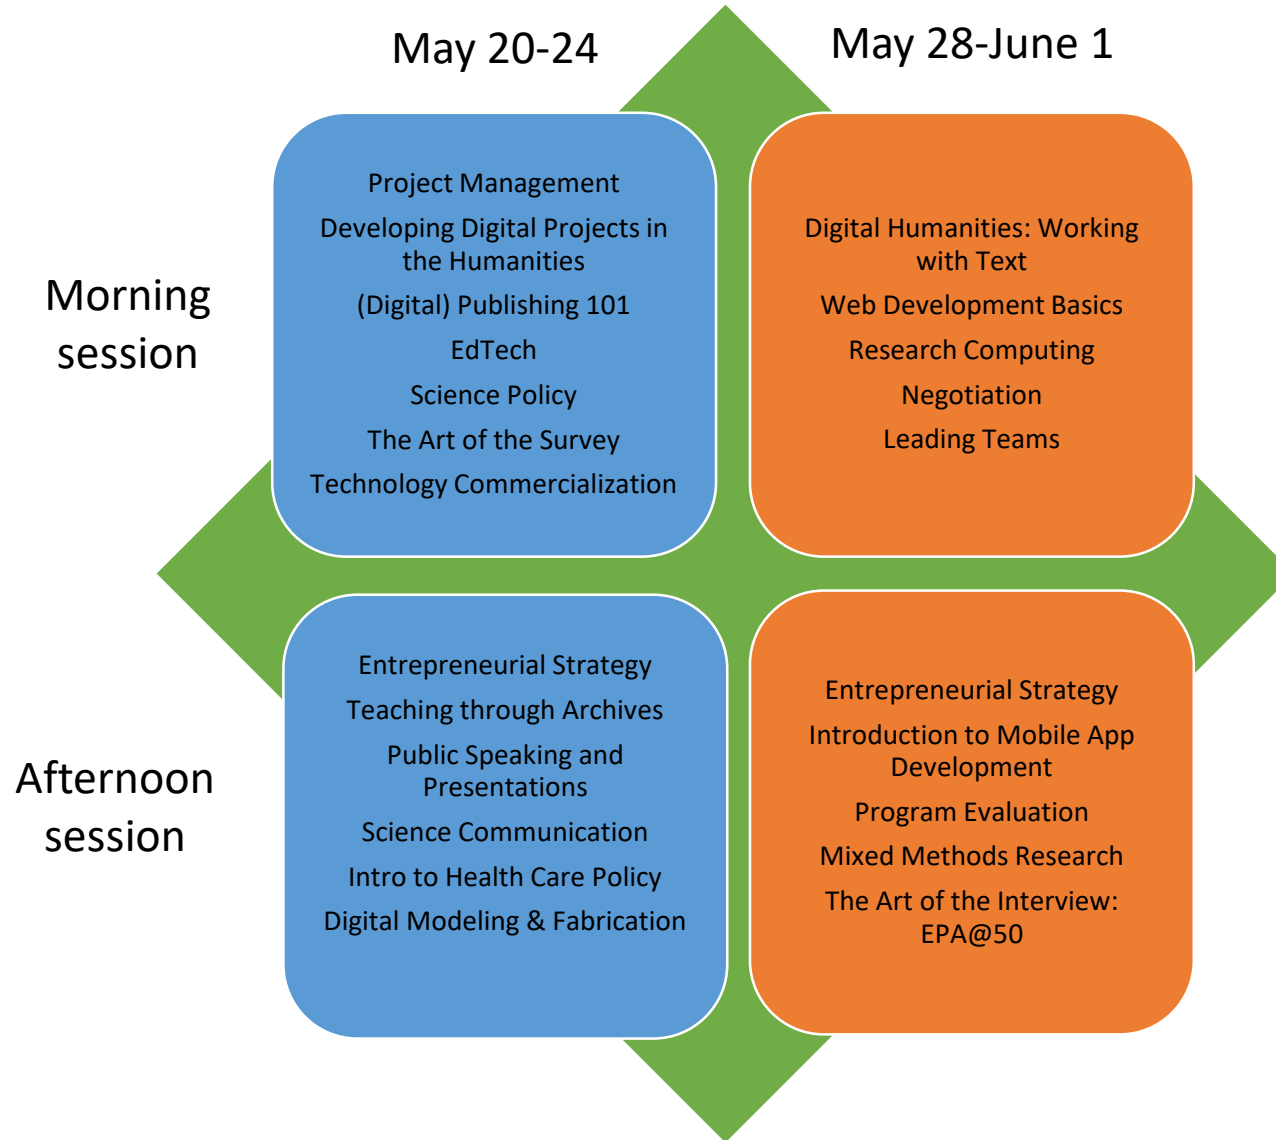 May 20-24
May 28-June 1
Morning
session
Project Management
Developing Digital Projects in
the Humanities
(Digital) Publishing 101
EdTech
Science Policy
The Art of the Survey
Technology Commercialization
Digital Humanities: Working
with Text
Web Development Basics
Research Computing
Negotiation
Leading Teams
Afternoon
session
Entrepreneurial Strategy
Teaching through Archives
Public Speaking and
Presentations
Science Communication
Intro to Health Care Policy
Digital Modeling & Fabrication
Entrepreneurial Strategy
Introduction to Mobile App
Development
Program Evaluation
Mixed Methods Research
The Art of the Interview:
EPA@50